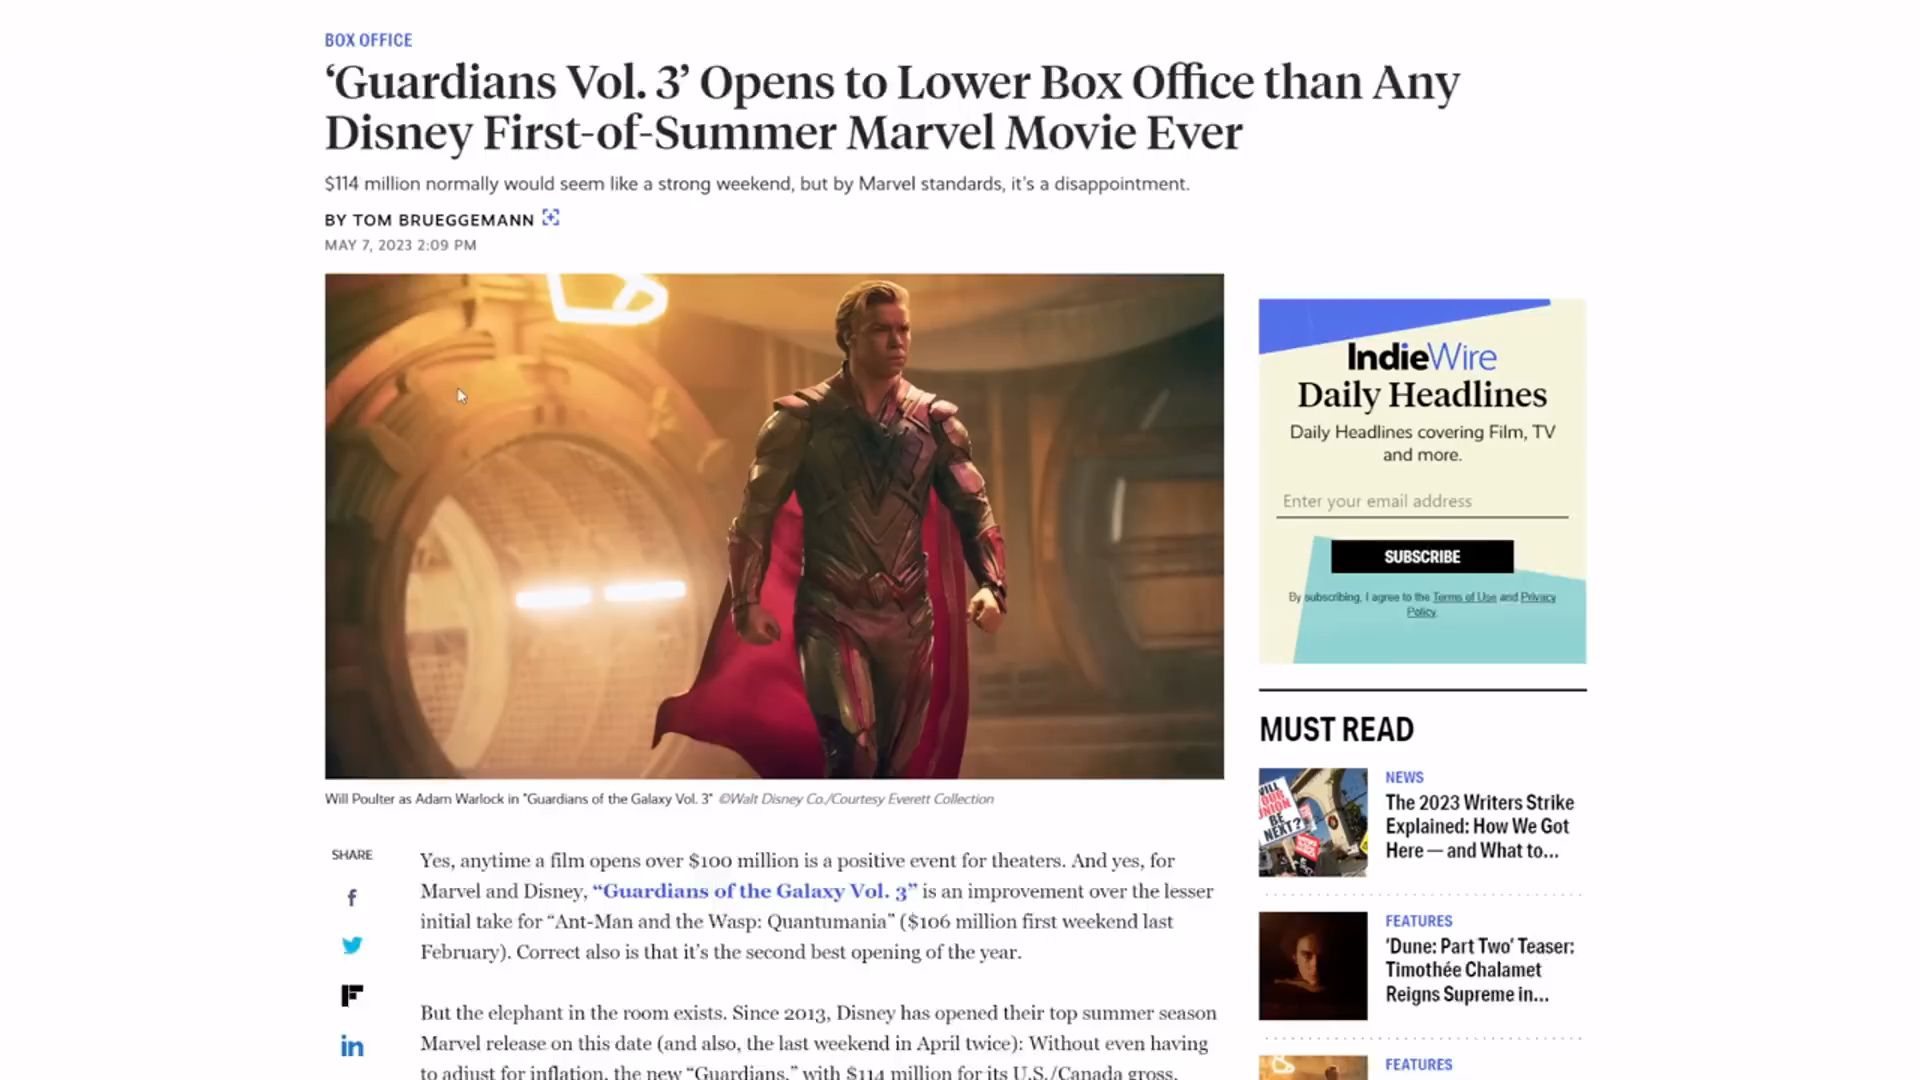 BOX OFFICE
‘Guardians Vol. 3’ Opens to Lower Box Office than Any
Disney First-of-Summer Marvel Movie Ever
$114 million normally would seem like a strong weekend, but by Marvel standards, it’s a disappointment.
BY TOM BRUEGGEMANN
MAY 7, 2023 2:09 PM
Will Poulter as Adam Warlock in "Guardians of the Galaxy Vol. 3" ©Walt Disney Co./Courtesy Everett Collection
SHARE
Yes, anytime a film opens over $100 million is a positive event for theaters. And yes, for
Marvel and Disney, “Guardians of the Galaxy Vol. 3” is an improvement over the lesser
initial take for “Ant-Man and the Wasp: Quantumania” ($106 million first weekend last
February). Correct also is that it’s the second best opening of the year.
But the elephant in the room exists. Since 2013, Disney has opened their top summer season
Marvel release on this date (and also, the last weekend in April twice): Without even having
to adjust for inflation, the new “Guardians,” with $114 million for its U.S./Canada gross,
IndieWire
Daily Headlines
Daily Headlines covering Film, TV
and more.
Enter your email address
SUBSCRIBE
By subscribing, I agree to the Terms of Use and Privacy
Policy.
MUST READ
WILL
YOUR
UNION
BE
NEXT?
NEWS
The 2023 Writers Strike
Explained: How We Got
Here — and What to...
FEATURES
‘Dune: Part Two’ Teaser:
Timothée Chalamet
Reigns Supreme in...
FEATURES